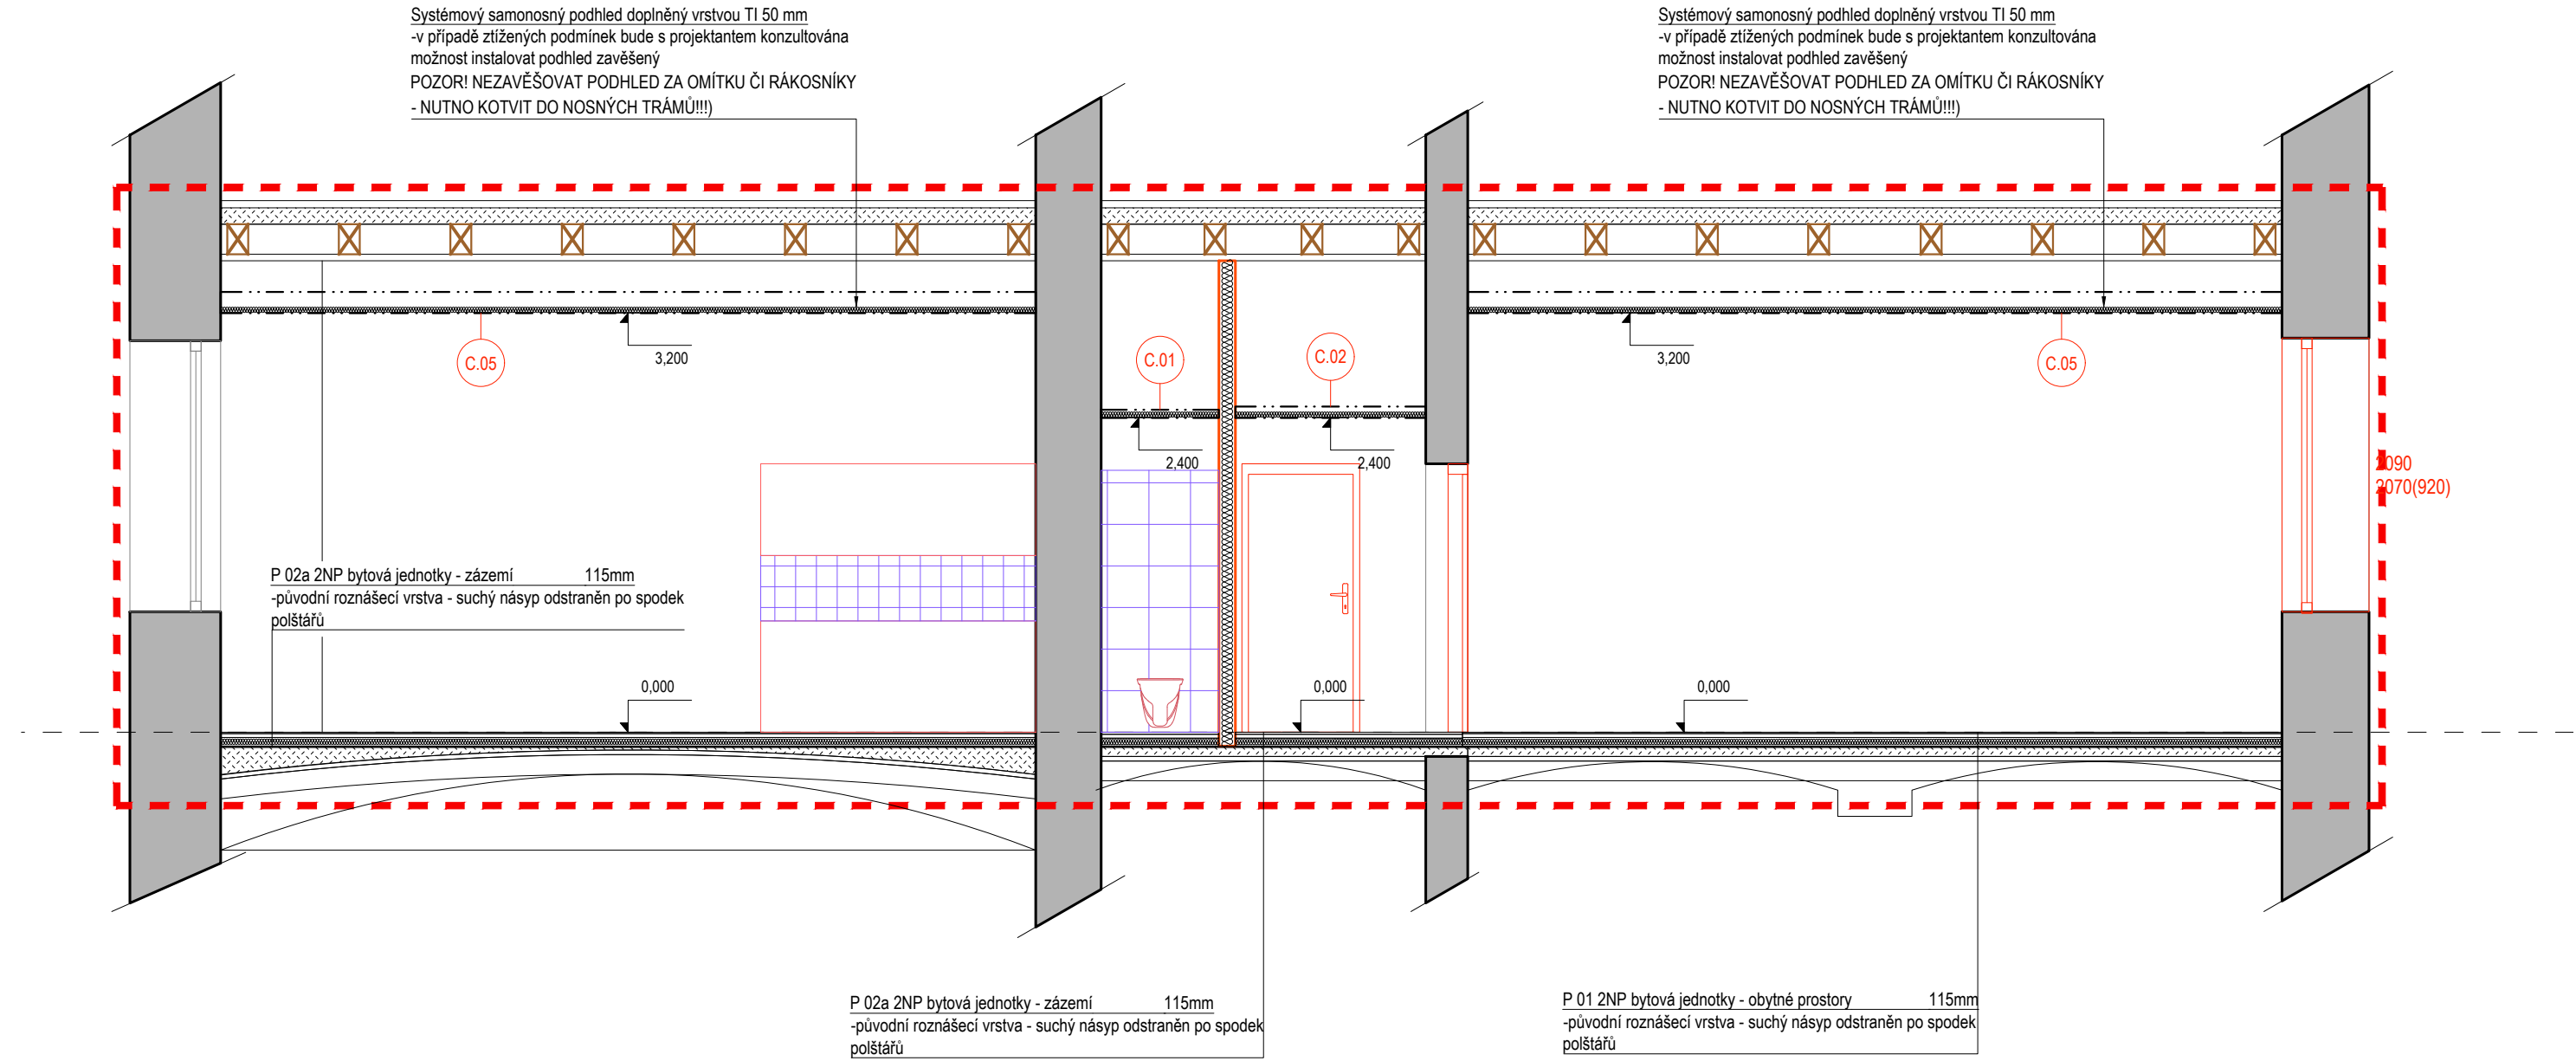 Systémový samonosný podhled doplněný vrstvou TI 50 mm
-v případě ztížených podmínek bude s projektantem konzultována
možnost instalovat podhled zavěšený
POZOR! NEZAVĚŠOVAT PODHLED ZA OMÍTKU ČI RÁKOSNÍKY
- NUTNO KOTVIT DO NOSNÝCH TRÁMŮ!!!)
Systémový samonosný podhled doplněný vrstvou TI 50 mm
-v případě ztížených podmínek bude s projektantem konzultována
možnost instalovat podhled zavěšený
POZOR! NEZAVĚŠOVAT PODHLED ZA OMÍTKU ČI RÁKOSNÍKY
- NUTNO KOTVIT DO NOSNÝCH TRÁMŮ!!!)
C.05
3,200
C.01
C.02
3,200
C.05
2,400
2,400
2090
2070(920)
P 02a 2NP bytová jednotky - zázemí 115mm
-původní roznášecí vrstva - suchý násyp odstraněn po spodek
polštářů
0,000
0,000
0,000
P 02a 2NP bytová jednotky - zázemí 115mm
-původní roznášecí vrstva - suchý násyp odstraněn po spodek
polštářů
P 01 2NP bytová jednotky - obytné prostory 115mm
-původní roznášecí vrstva - suchý násyp odstraněn po spodek
polštářů